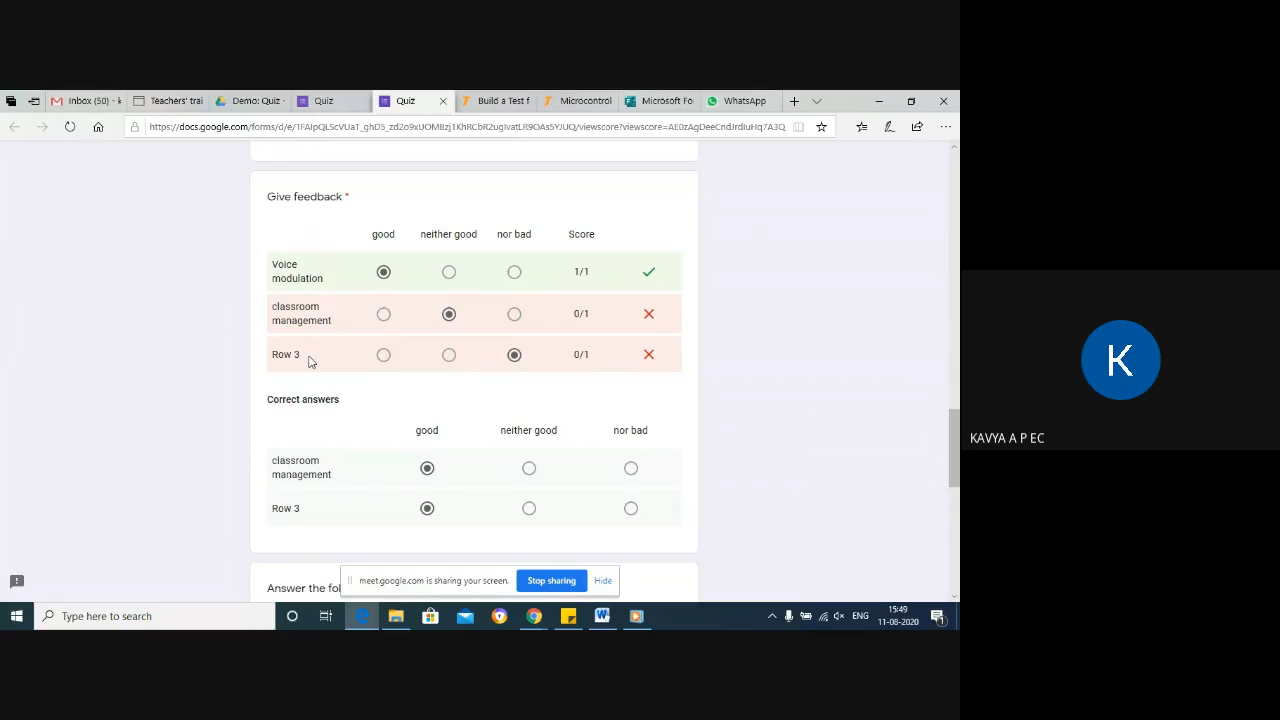 Inbox (50) - k
Teachers' trai
Demo: Quiz -
Quiz
Quiz
Build a Test f
Microcontrol
Microsoft Fo
WhatsApp
Give feedback *
good neither good nor bad Score
Voice
modulation
1/1
classroom
management
0/1
Row 3
0/1
Correct answers
good neither good nor bad
classroom
management
Row 3
Answer the fol
meet.google.com is sharing your screen.
Stop sharing
Hide
Type here to search
ENG
15:49
11-08-2020
K
KAVYA A P EC